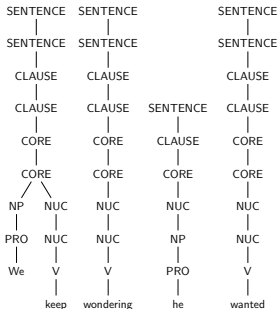 SENTENCE SENTENCE SENTENCE
SENTENCE SENTENCE SENTENCE
CLAUSE CLAUSE CLAUSE
CLAUSE CLAUSE SENTENCE CLAUSE
CORE CORE CLAUSE CORE
CORE CORE CORE CORE
NP NUC NUC NUC NUC
PRO NUC NUC NP NUC
We V V PRO V
keep wondering he wanted